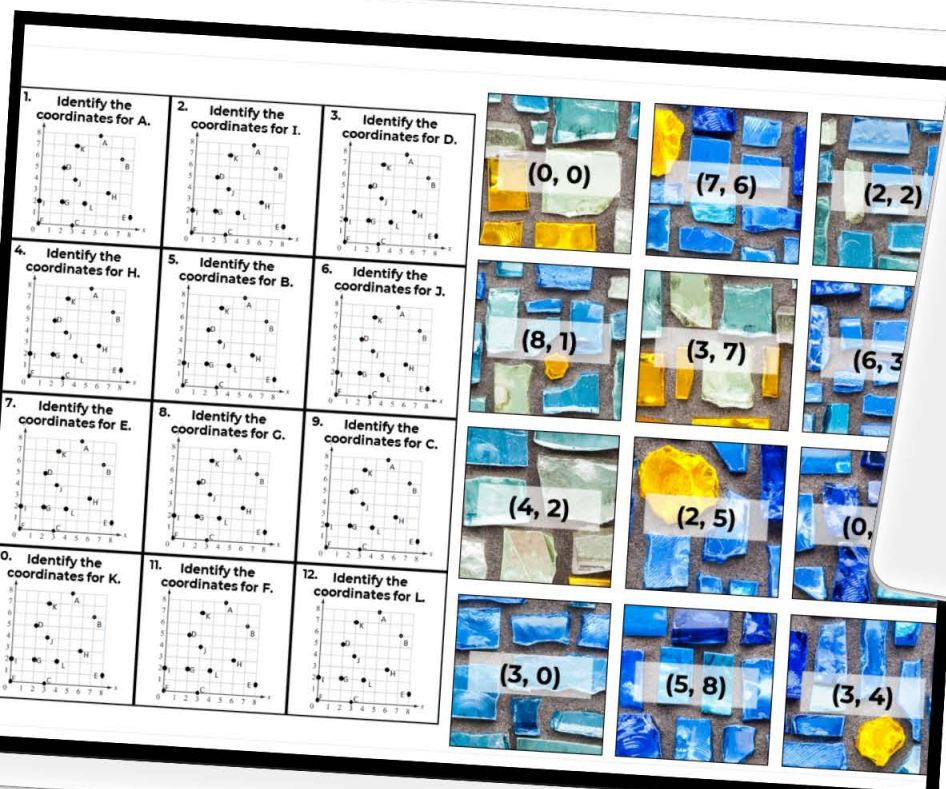 1. Identify the
coordinates for A.
2. Identify the
coordinates for I.
3. Identify the
coordinates for D.
4. Identify the
coordinates for H.
5. Identify the
coordinates for B.
6. Identify the
coordinates for J.
7. Identify the
coordinates for E.
8. Identify the
coordinates for G.
9. Identify the
coordinates for C.
0. Identify the
coordinates for K.
11. Identify the
coordinates for F.
12. Identify the
coordinates for L.
(0, 0)
(7, 6)
(2, 2)
(8, 1)
(3, 7)
(6, 3
(4, 2)
(2, 5)
(0,
(3, 0)
(5, 8)
(3, 4)